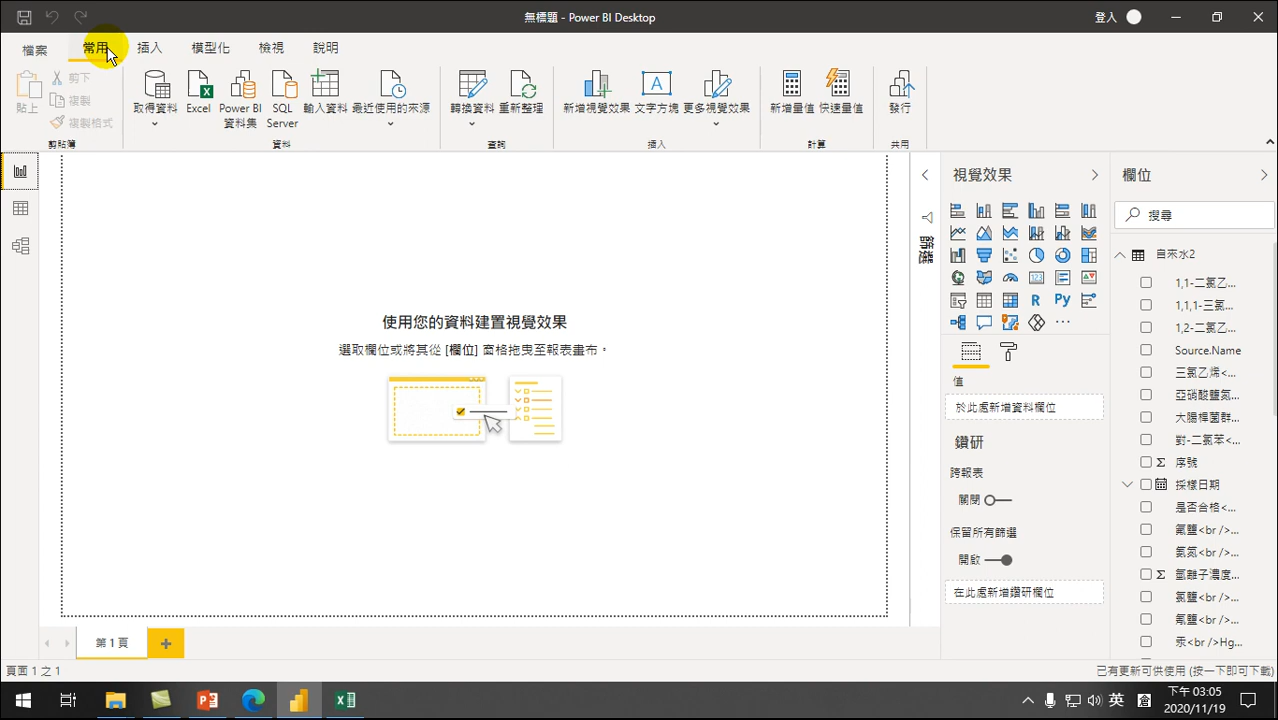 無標題 - Power BI Desktop
登入
檔案
常用
插入
模型化
檢視
說明
貼上
剪下
複製
複製格式
剪貼簿
取得資料
Excel
Power BI
資料集
SQL
Server
輸入資料
最近使用的來源
資料
轉換資料
重新整理
查詢
新增視覺效果
文字方塊
更多視覺效果
插入
新增量值
快速量值
計算
發行
共用
使用您的資料建置視覺效果
選取欄位或將其從 [欄位] 窗格拖曳至報表畫布。
篩選
視覺效果
R
Py
123
值
於此處新增資料欄位
鑽研
跨報表
關閉
保留所有篩選
開啟
在此處新增鑽研欄位
欄位
搜尋
自來水2
1,1-二氯乙...
1,1,1-三氯...
1,2-二氯乙...
Source.Name
三氯乙烯<...
亞硝酸鹽氮...
大腸桿菌群...
對-二氯苯<...
Σ 序號
採樣日期
是否合格<...
氟鹽<br />...
氨氮<br />...
Σ 氫離子濃度...
氯鹽<br />...
氰鹽<br />...
汞<br />Hg...
第 1 頁
頁面 1 之 1
已有更新可供使用 (按一下即可下載)
英
下午 03:05
2020/11/19